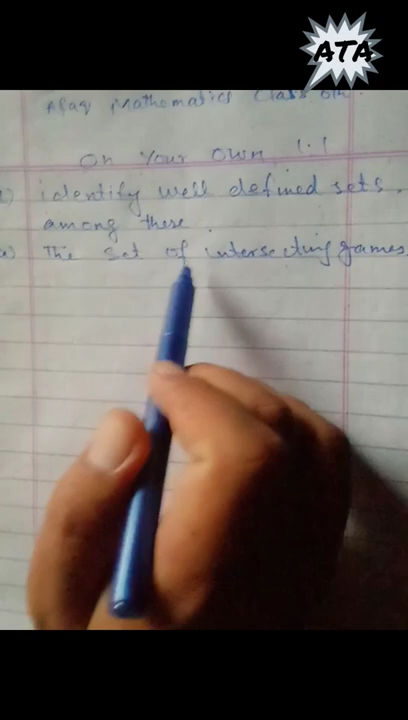 ATA
Afaq Mathematics Class 6th.
On Your Own 1.1
identify well defined sets.
among these.
a) The set of intersecting games.